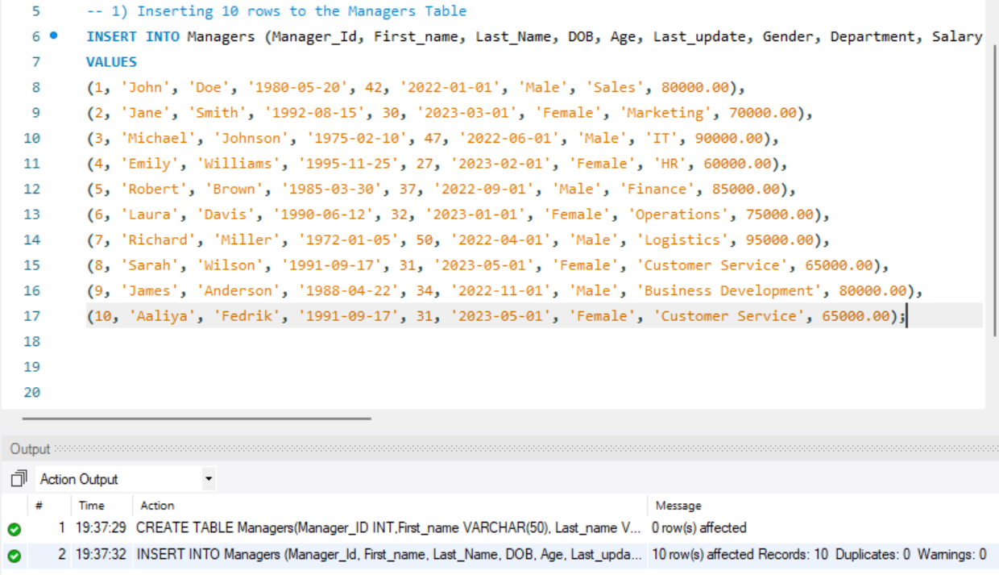 5 -- 1) Inserting 10 rows to the Managers Table
6 INSERT INTO Managers (Manager_Id, First_name, Last_Name, DOB, Age, Last_update, Gender, Department, Salary
7 VALUES
8 (1, 'John', 'Doe', '1980-05-20', 42, '2022-01-01', 'Male', 'Sales', 80000.00),
9 (2, 'Jane', 'Smith', '1992-08-15', 30, '2023-03-01', 'Female', 'Marketing', 70000.00),
10 (3, 'Michael', 'Johnson', '1975-02-10', 47, '2022-06-01', 'Male', 'IT', 90000.00),
11 (4, 'Emily', 'Williams', '1995-11-25', 27, '2023-02-01', 'Female', 'HR', 60000.00),
12 (5, 'Robert', 'Brown', '1985-03-30', 37, '2022-09-01', 'Male', 'Finance', 85000.00),
13 (6, 'Laura', 'Davis', '1990-06-12', 32, '2023-01-01', 'Female', 'Operations', 75000.00),
14 (7, 'Richard', 'Miller', '1972-01-05', 50, '2022-04-01', 'Male', 'Logistics', 95000.00),
15 (8, 'Sarah', 'Wilson', '1991-09-17', 31, '2023-05-01', 'Female', 'Customer Service', 65000.00),
16 (9, 'James', 'Anderson', '1988-04-22', 34, '2022-11-01', 'Male', 'Business Development', 80000.00),
17 (10, 'Aaliya', 'Fedrik', '1991-09-17', 31, '2023-05-01', 'Female', 'Customer Service', 65000.00);
18
19
20
Output
Action Output
# Time Action Message
1 19:37:29 CREATE TABLE Managers(Manager_ID INT,First_name VARCHAR(50), Last_name V... 0 row(s) affected
2 19:37:32 INSERT INTO Managers (Manager_Id, First_name, Last_Name, DOB, Age, Last_upda... 10 row(s) affected Records: 10 Duplicates: 0 Warnings: 0